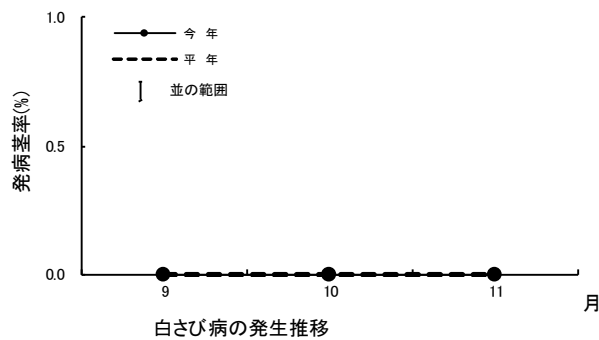 1.0
今 年
平 年
並の範囲
発病茎率(%)
0.5
0.0
9 10 11
月
白さび病の発生推移